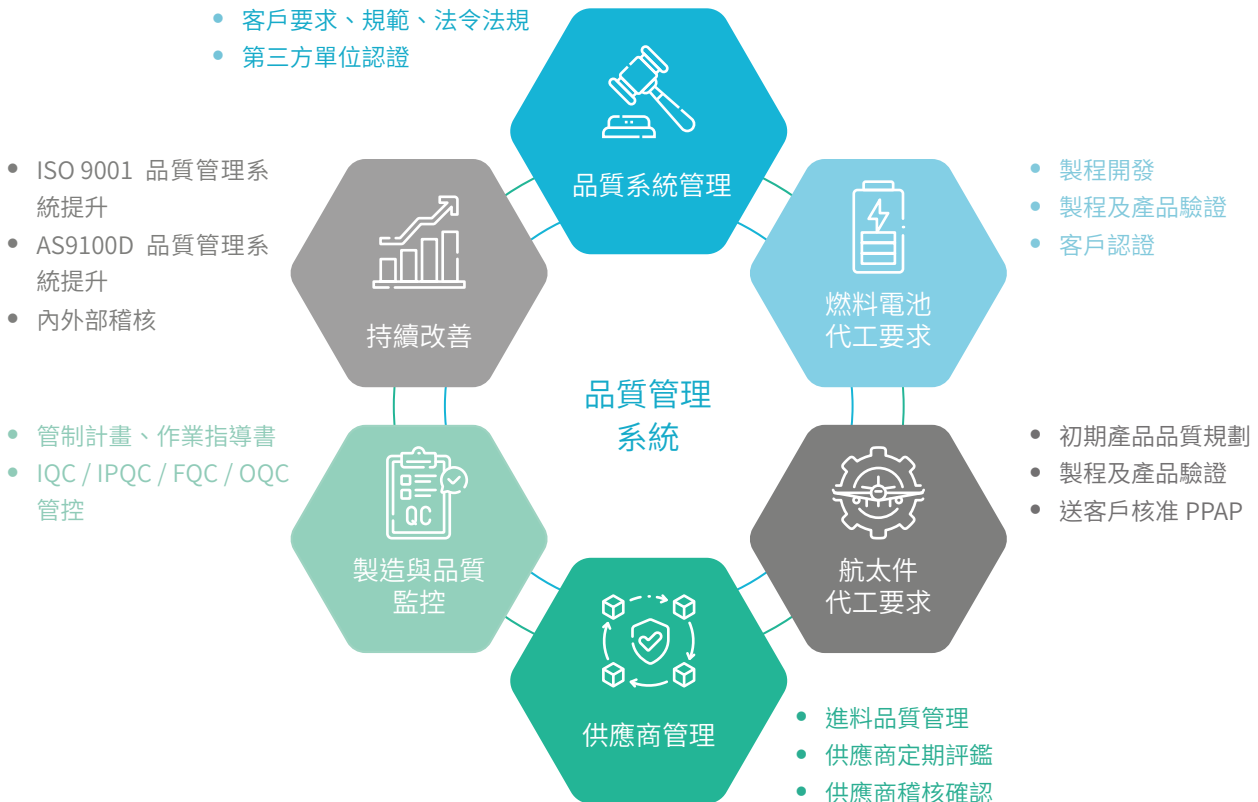 客戶要求、規範、法令法規
第三方單位認證
品質系統管理
ISO 9001 品質管理系
統提升
AS9100D 品質管理系
統提升
內外部稽核
持續改善
製程開發
製程及產品驗證
客戶認證
燃料電池
代工要求
品質管理
系統
管制計畫、作業指導書
IQC / IPQC / FQC / OQC
管控
QC
製造與品質
監控
初期產品品質規劃
製程及產品驗證
送客戶核准 PPAP
航太件
代工要求
供應商管理
進料品質管理
供應商定期評鑑
供應商稽核確認